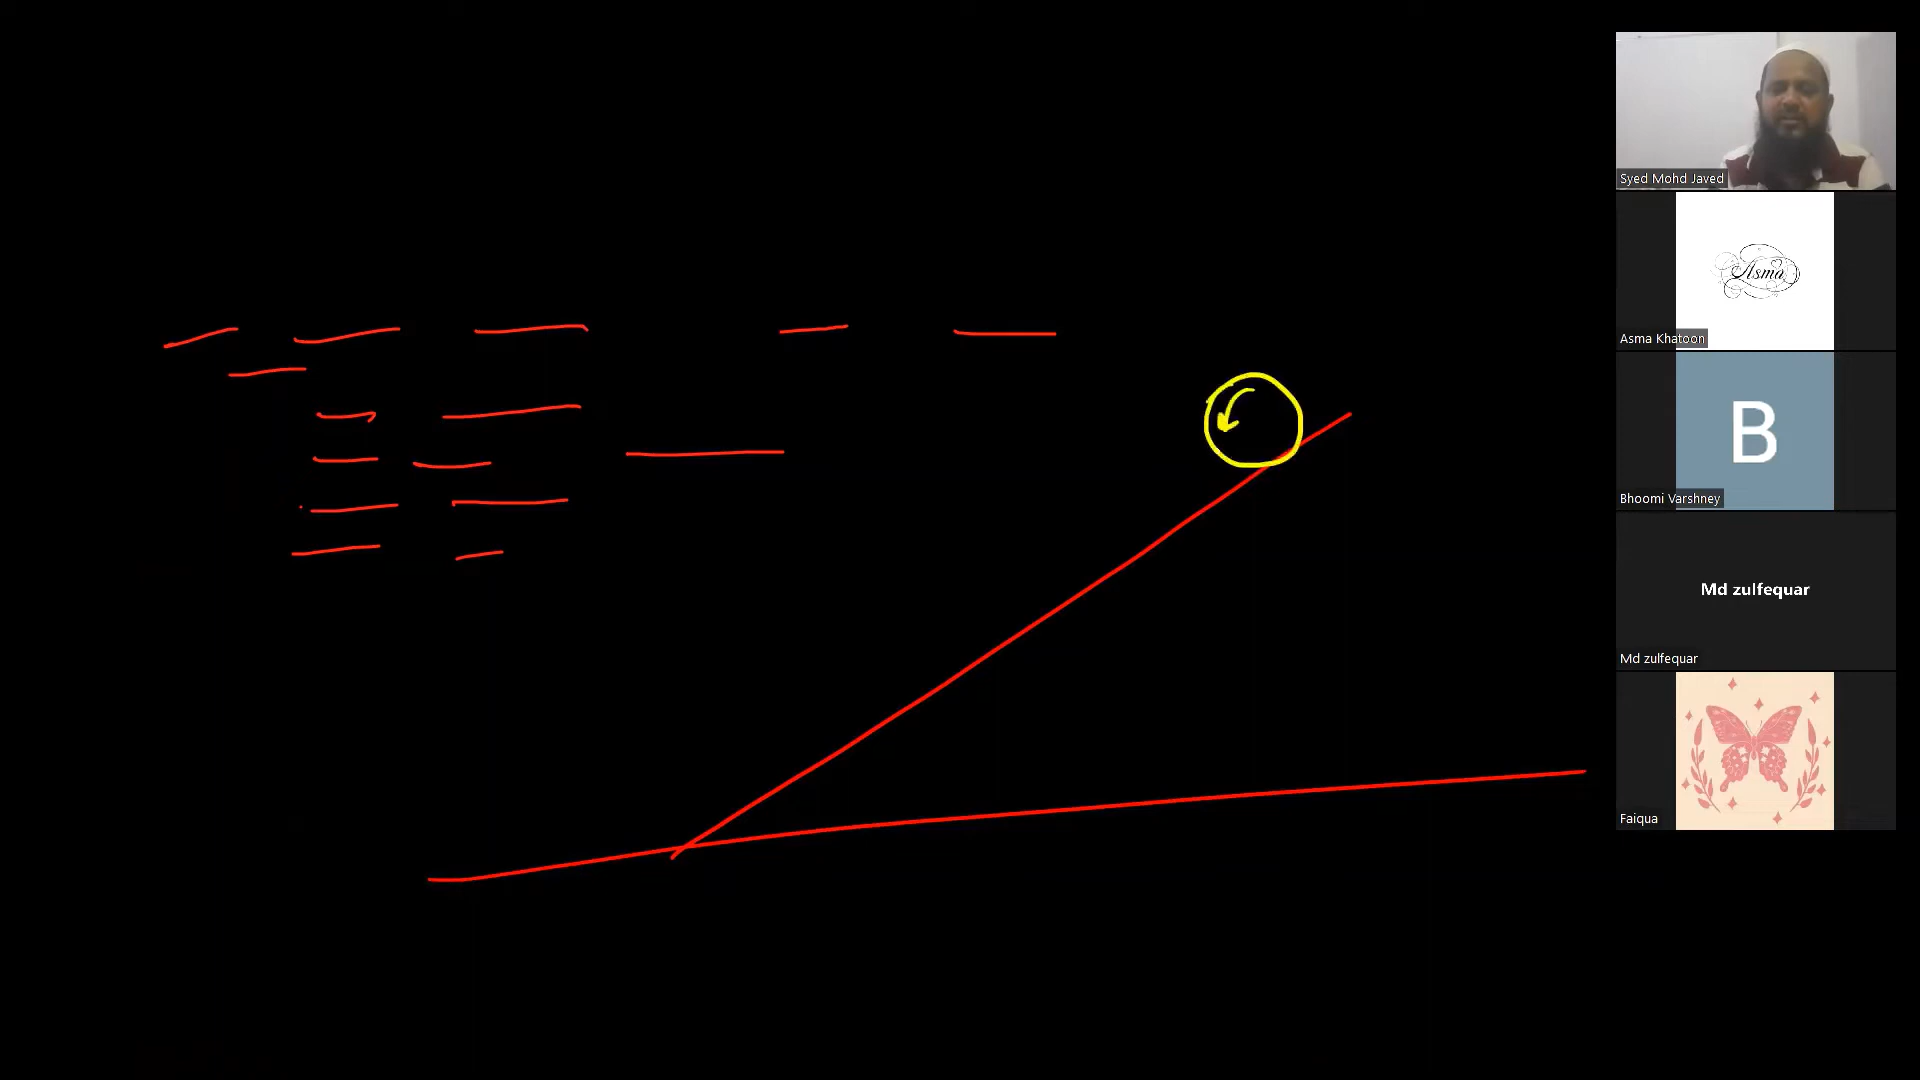 Syed Mohd Javed
Asma
Asma Khatoon
B
Bhoomi Varshney
Md zulfequar
Md zulfequar
Faiqua